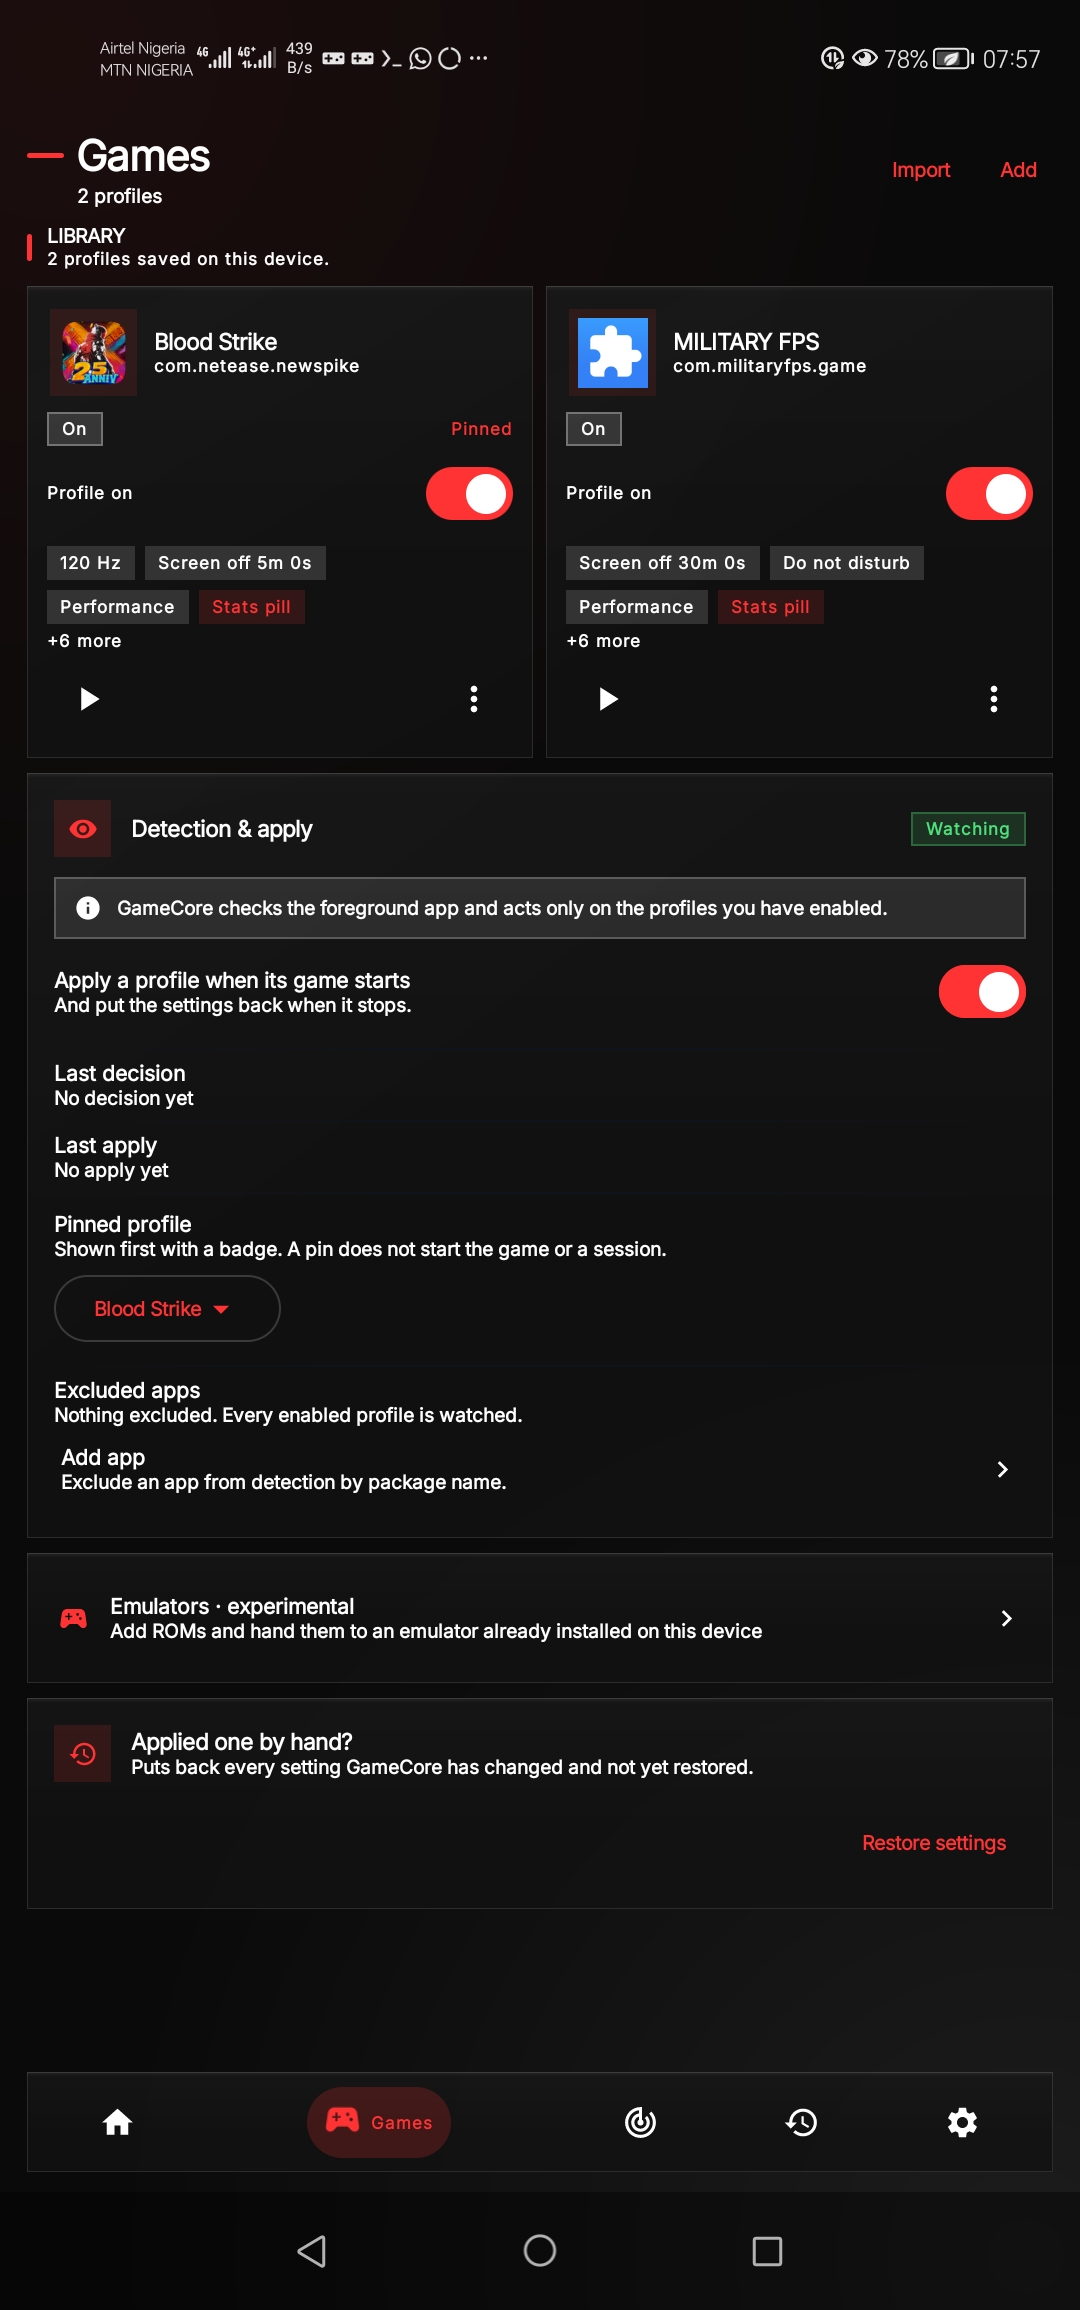 Airtel Nigeria
MTN NIGERIA
4G
4G+
439
B/s
78%
07:57
Games
2 profiles
Import
Add
LIBRARY
2 profiles saved on this device.
25
ANNIV
Blood Strike
com.netease.newspike
On
Pinned
Profile on
120 Hz
Screen off 5m 0s
Performance
Stats pill
+6 more
MILITARY FPS
com.militaryfps.game
On
Profile on
Screen off 30m 0s
Do not disturb
Performance
Stats pill
+6 more
Detection & apply
Watching
GameCore checks the foreground app and acts only on the profiles you have enabled.
Apply a profile when its game starts
And put the settings back when it stops.
Last decision
No decision yet
Last apply
No apply yet
Pinned profile
Shown first with a badge. A pin does not start the game or a session.
Blood Strike
Excluded apps
Nothing excluded. Every enabled profile is watched.
Add app
Exclude an app from detection by package name.
Emulators · experimental
Add ROMs and hand them to an emulator already installed on this device
Applied one by hand?
Puts back every setting GameCore has changed and not yet restored.
Restore settings
Games